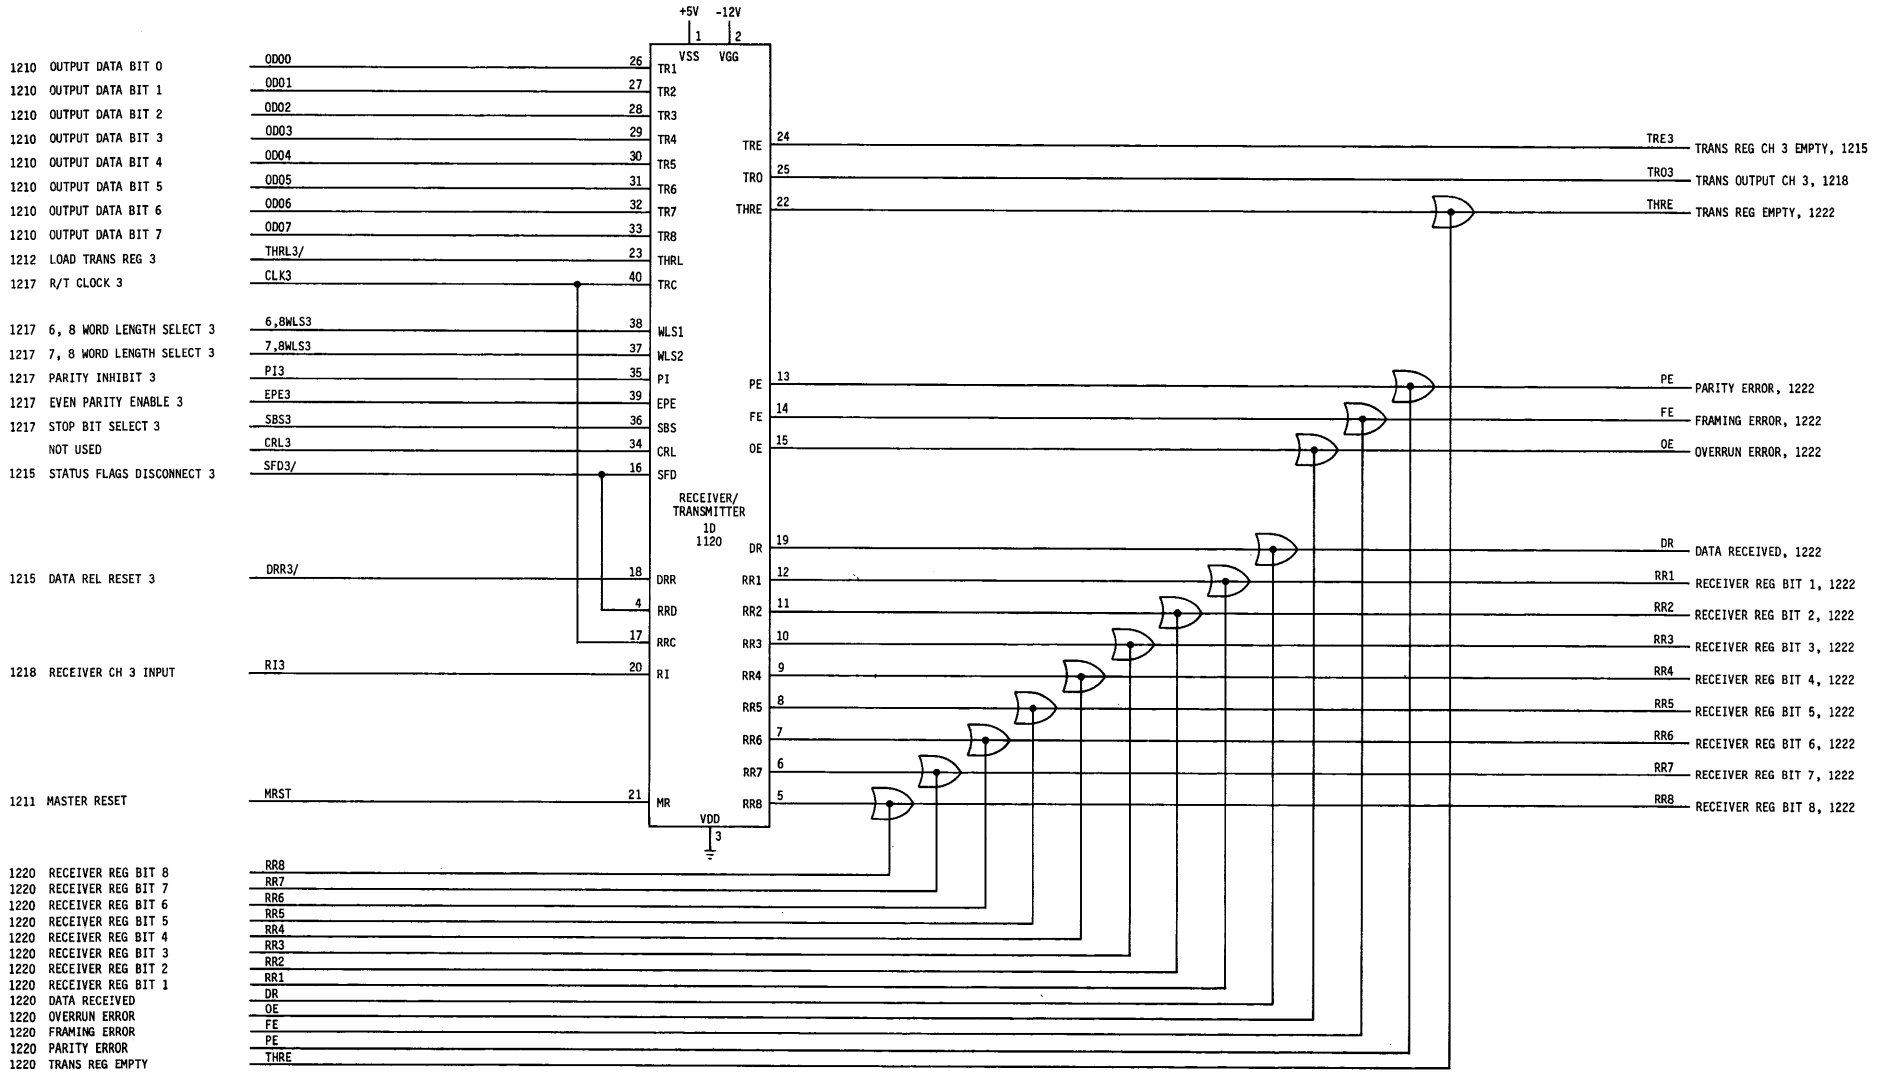 +5V -12V
1 2
VSS VGG
1210 OUTPUT DATA BIT 0 OD00 26 TR1
1210 OUTPUT DATA BIT 1 OD01 27 TR2
1210 OUTPUT DATA BIT 2 OD02 28 TR3
1210 OUTPUT DATA BIT 3 OD03 29 TR4
TRE 24 TRE3 TRANS REG CH 3 EMPTY, 1215
1210 OUTPUT DATA BIT 4 OD04 30 TR5
TRO 25 TRO3 TRANS OUTPUT CH 3, 1218
1210 OUTPUT DATA BIT 5 OD05 31 TR6
1210 OUTPUT DATA BIT 6 OD06 32 TR7
THRE 22 THRE TRANS REG EMPTY, 1222
1210 OUTPUT DATA BIT 7 OD07 33 TR8
1212 LOAD TRANS REG 3 THRL3/ 23 THRL
1217 R/T CLOCK 3 CLK3 40 TRC
1217 6, 8 WORD LENGTH SELECT 3 6,8WLS3 38 WLS1
1217 7, 8 WORD LENGTH SELECT 3 7,8WLS3 37 WLS2
1217 PARITY INHIBIT 3 PI3 35 PI
PE 13 PE PARITY ERROR, 1222
1217 EVEN PARITY ENABLE 3 EPE3 39 EPE
FE 14 FE FRAMING ERROR, 1222
1217 STOP BIT SELECT 3 SBS3 36 SBS
NOT USED CRL3 34 CRL
OE 15 OE OVERRUN ERROR, 1222
1215 STATUS FLAGS DISCONNECT 3 SFD3/ 16 SFD
RECEIVER/
TRANSMITTER
1D
1120
DR 19 DR DATA RECEIVED, 1222
1215 DATA REL RESET 3 DRR3/ 18 DRR
RR1 12 RR1 RECEIVER REG BIT 1, 1222
4 RRD
RR2 11 RR2 RECEIVER REG BIT 2, 1222
17 RRC
RR3 10 RR3 RECEIVER REG BIT 3, 1222
1218 RECEIVER CH 3 INPUT RI3 20 RI
RR4 9 RR4 RECEIVER REG BIT 4, 1222
RR5 8 RR5 RECEIVER REG BIT 5, 1222
RR6 7 RR6 RECEIVER REG BIT 6, 1222
RR7 6 RR7 RECEIVER REG BIT 7, 1222
1211 MASTER RESET MRST 21 MR
RR8 5 RR8 RECEIVER REG BIT 8, 1222
VDD
3
1220 RECEIVER REG BIT 8 RR8
1220 RECEIVER REG BIT 7 RR7
1220 RECEIVER REG BIT 6 RR6
1220 RECEIVER REG BIT 5 RR5
1220 RECEIVER REG BIT 4 RR4
1220 RECEIVER REG BIT 3 RR3
1220 RECEIVER REG BIT 2 RR2
1220 RECEIVER REG BIT 1 RR1
1220 DATA RECEIVED DR
1220 OVERRUN ERROR OE
1220 FRAMING ERROR FE
1220 PARITY ERROR PE
1220 TRANS REG EMPTY THRE